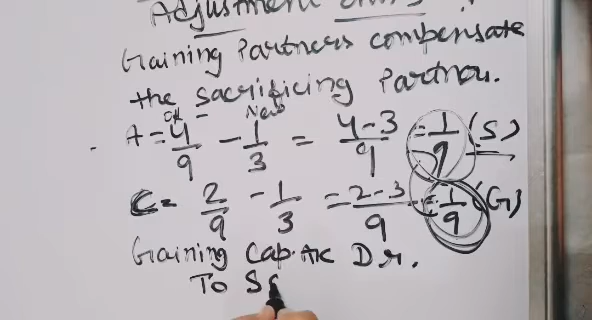 Adjustment
Gaining Partners compensate
the sacrificing Partner.
Old New
A = 4/9 - 1/3 = 4-3/9 = 1/9 (S)
C = 2/9 - 1/3 = 2-3/9 = 1/9 (G)
Gaining Cap. A/c Dr.
To S